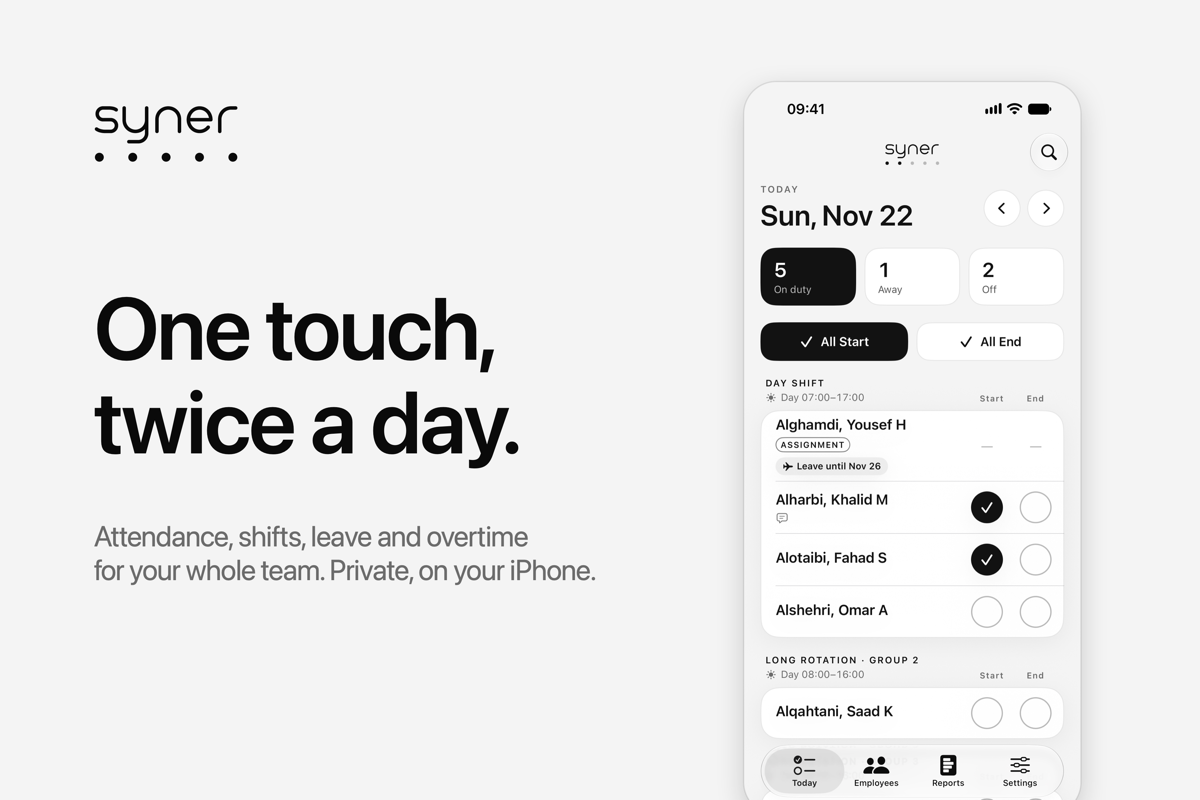 syner
One touch,
twice a day.
Attendance, shifts, leave and overtime
for your whole team. Private, on your iPhone.
09:41
syner
TODAY
Sun, Nov 22
5
On duty
1
Away
2
Off
All Start
All End
DAY SHIFT
Day 07:00–17:00
Start
End
Alghamdi, Yousef H
ASSIGNMENT
Leave until Nov 26
— —
Alharbi, Khalid M
Alotaibi, Fahad S
Alshehri, Omar A
LONG ROTATION · GROUP 2
Day 08:00–16:00
Start
End
Alqahtani, Saad K
Today
Employees
Reports
Settings